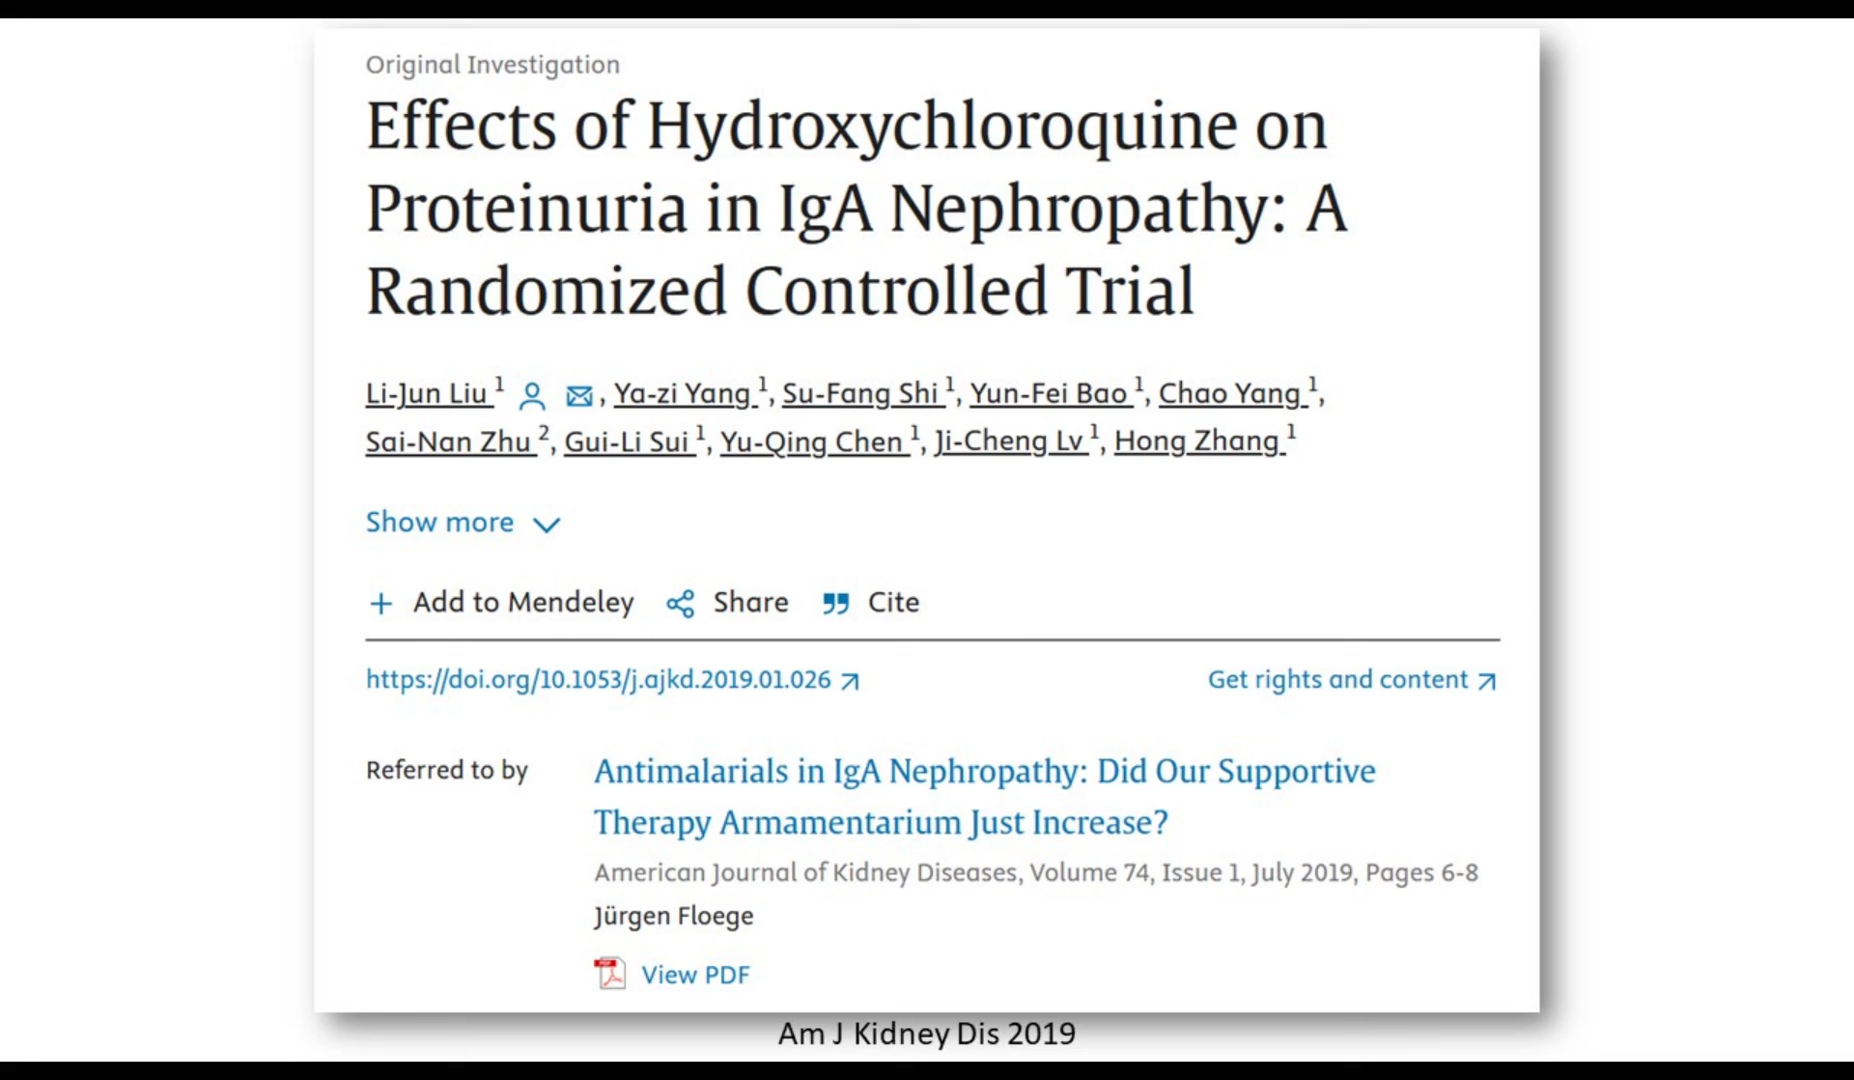 Original Investigation
Effects of Hydroxychloroquine on
Proteinuria in IgA Nephropathy: A
Randomized Controlled Trial
Li-Jun Liu 1, Ya-zi Yang 1, Su-Fang Shi 1, Yun-Fei Bao 1, Chao Yang 1,
Sai-Nan Zhu 2, Gui-Li Sui 1, Yu-Qing Chen 1, Ji-Cheng Lv 1, Hong Zhang 1
Show more
+ Add to Mendeley Share Cite
https://doi.org/10.1053/j.ajkd.2019.01.026 Get rights and content
Referred to by Antimalarials in IgA Nephropathy: Did Our Supportive
Therapy Armamentarium Just Increase?
American Journal of Kidney Diseases, Volume 74, Issue 1, July 2019, Pages 6-8
Jürgen Floege
PDF View PDF
Am J Kidney Dis 2019